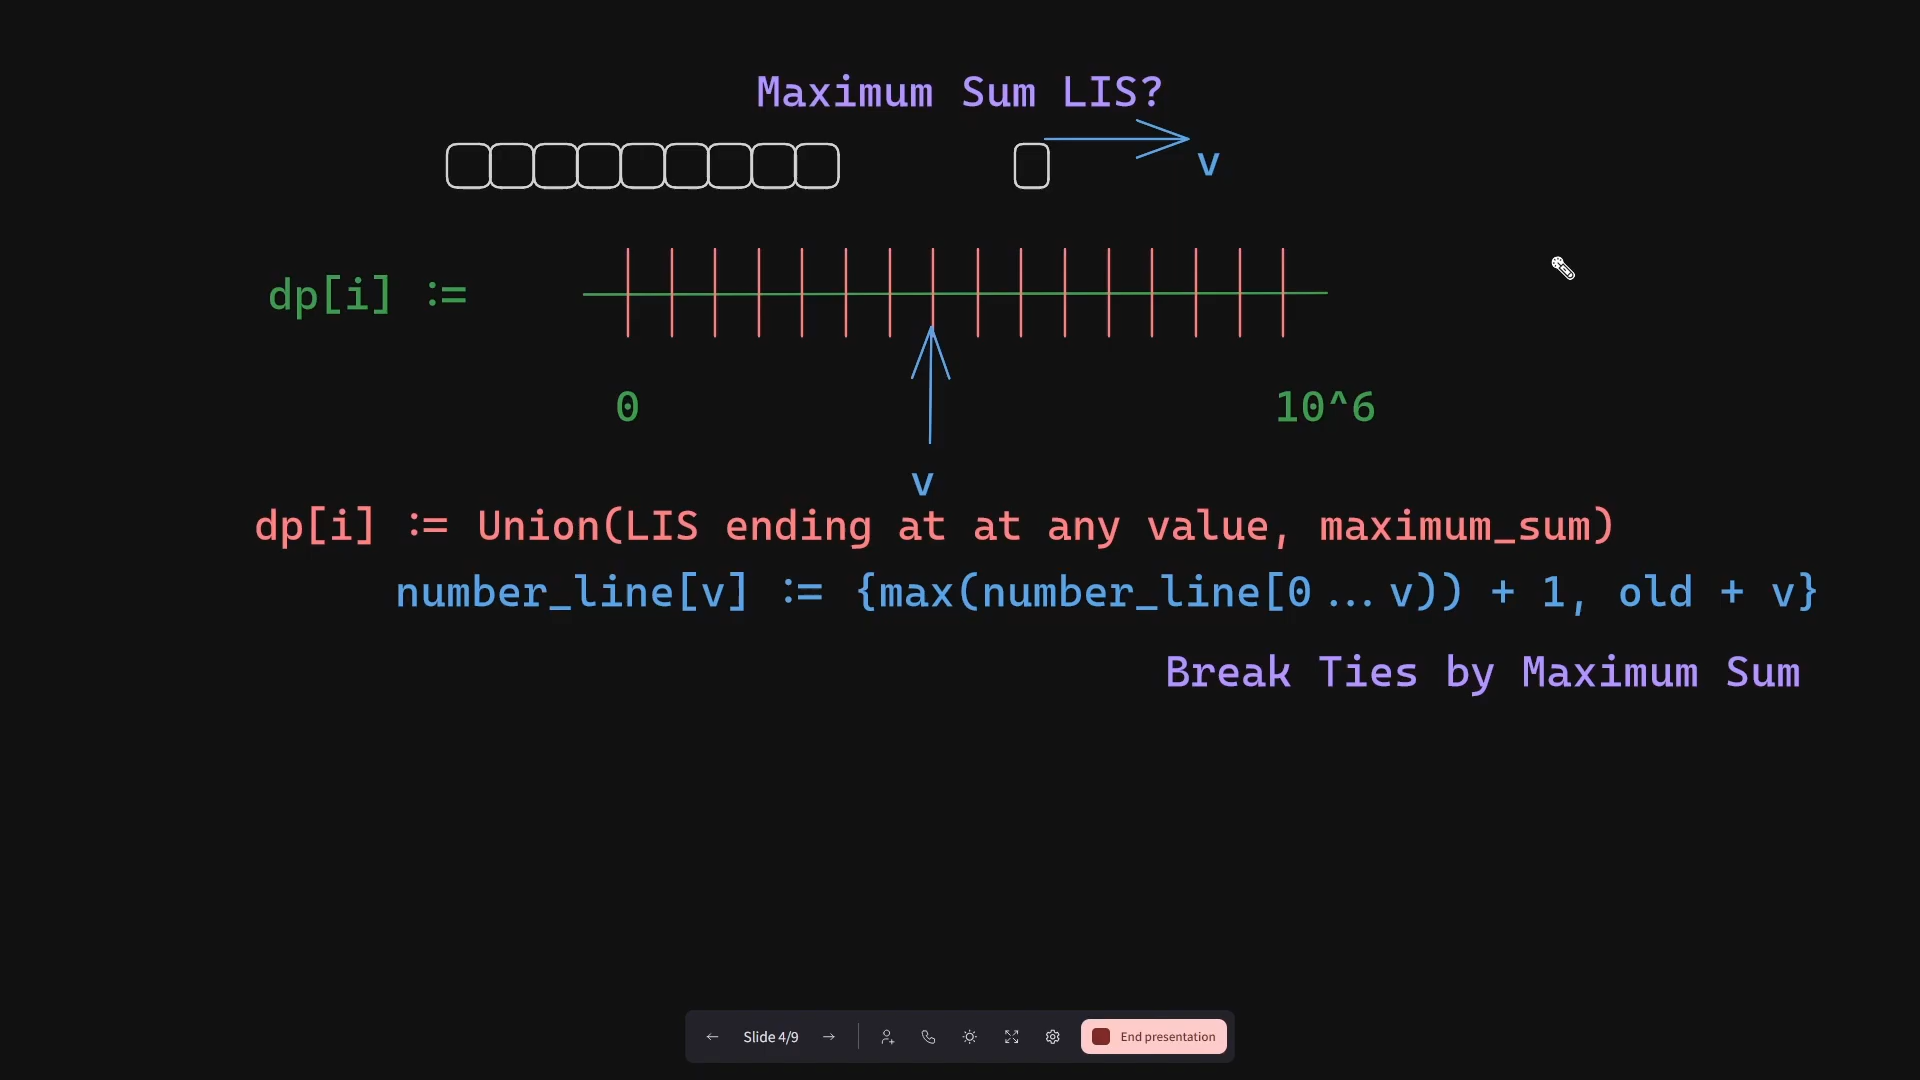 Maximum Sum LIS?
v
dp[i] :=
0
10^6
v
dp[i] := Union(LIS ending at at any value, maximum_sum)
number_line[v] := {max(number_line[0...v)) + 1, old + v}
Break Ties by Maximum Sum
Slide 4/9
End presentation